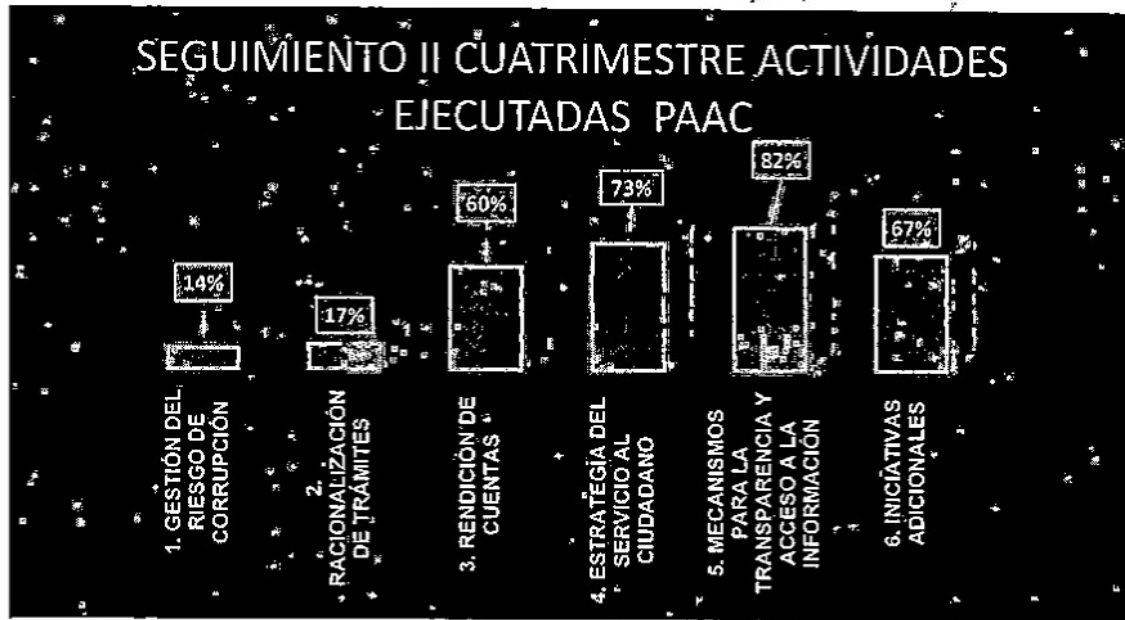 SEGUIMIENTO II CUATRIMESTRE ACTIVIDADES
EJECUTADAS PAAC
14%
17%
60%
73%
82%
67%
1. GESTIÓN DEL
RIESGO DE
CORRUPCIÓN
2.
RACIONALIZACIÓN
DE TRÁMITES
3. RENDICIÓN DE
CUENTAS
4. ESTRATEGIA DEL
SERVICIO AL
CIUDADANO
5. MECANISMOS
PARA LA
TRANSPARENCIA Y
ACCESO A LA
INFORMACIÓN
6. INICIATIVAS
ADICIONALES